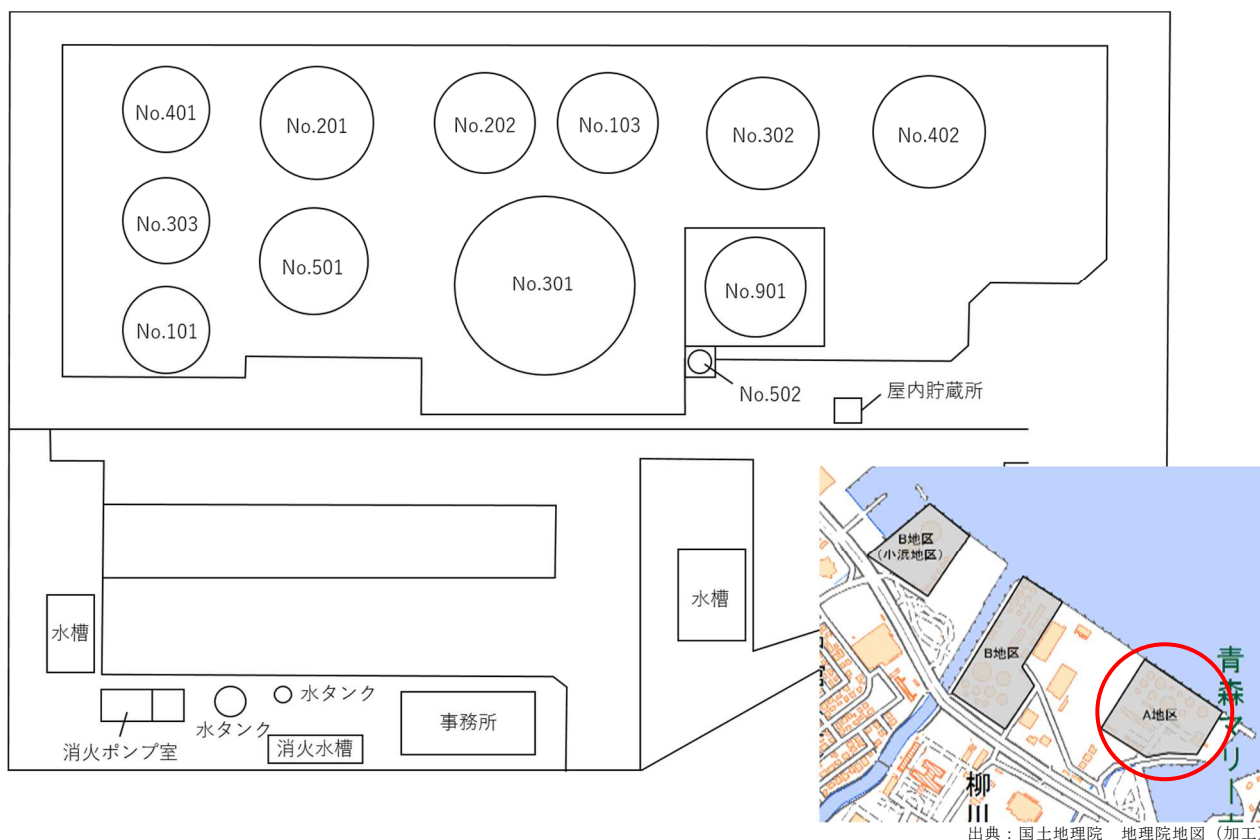 No.401
No.201
No.202
No.103
No.302
No.402
No.303
No.501
No.301
No.901
No.101
No.502
屋内貯蔵所
水槽
水槽
水タンク
水タンク
消火ポンプ室
消火水槽
事務所
B地区
(小浜地区)
B地区
A地区
柳川
出典：国土地理院　地理院地図（加工